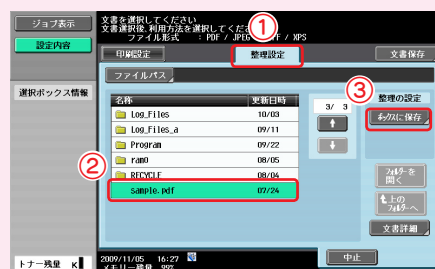 ジョブ表示
設定内容
文書を選択してください
文書選択後、利用方法を選択してくだ
ファイル形式 : PDF / JPEG / XPS
①
印刷設定
整理設定
文書保存
ファイルパス
選択ボックス情報
名称
更新日時
3/ 3
整理の設定
③
ボックスに保存
Log_Files
10/03
Log_Files_a
09/11
Program
09/22
ram0
08/05
②
RECYCLE
08/04
sample.pdf
07/24
フォルダーを
開く
上の
フォルダーへ
文書詳細
トナー残量 K
2009/11/05 16:27
メモリー残量 99%
中止